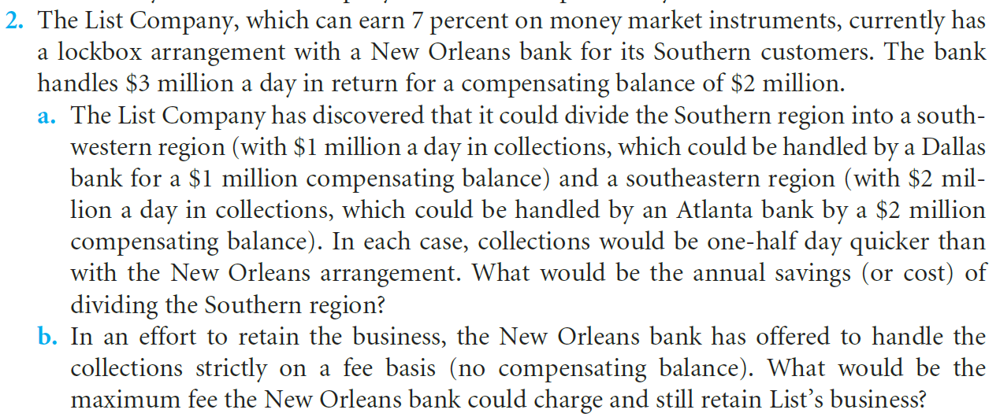 2. The List Company, which can earn 7 percent on money market instruments, currently has
a lockbox arrangement with a New Orleans bank for its Southern customers. The bank
handles $3 million a day in return for a compensating balance of $2 million.
a. The List Company has discovered that it could divide the Southern region into a south-
western region (with $1 million a day in collections, which could be handled by a Dallas
bank for a $1 million compensating balance) and a southeastern region (with $2 mil-
lion a day in collections, which could be handled by an Atlanta bank by a $2 million
compensating balance). In each case, collections would be one-half day quicker than
with the New Orleans arrangement. What would be the annual savings (or cost) of
dividing the Southern region?
b. In an effort to retain the business, the New Orleans bank has offered to handle the
collections strictly on a fee basis (no compensating balance). What would be the
maximum fee the New Orleans bank could charge and still retain List's business?